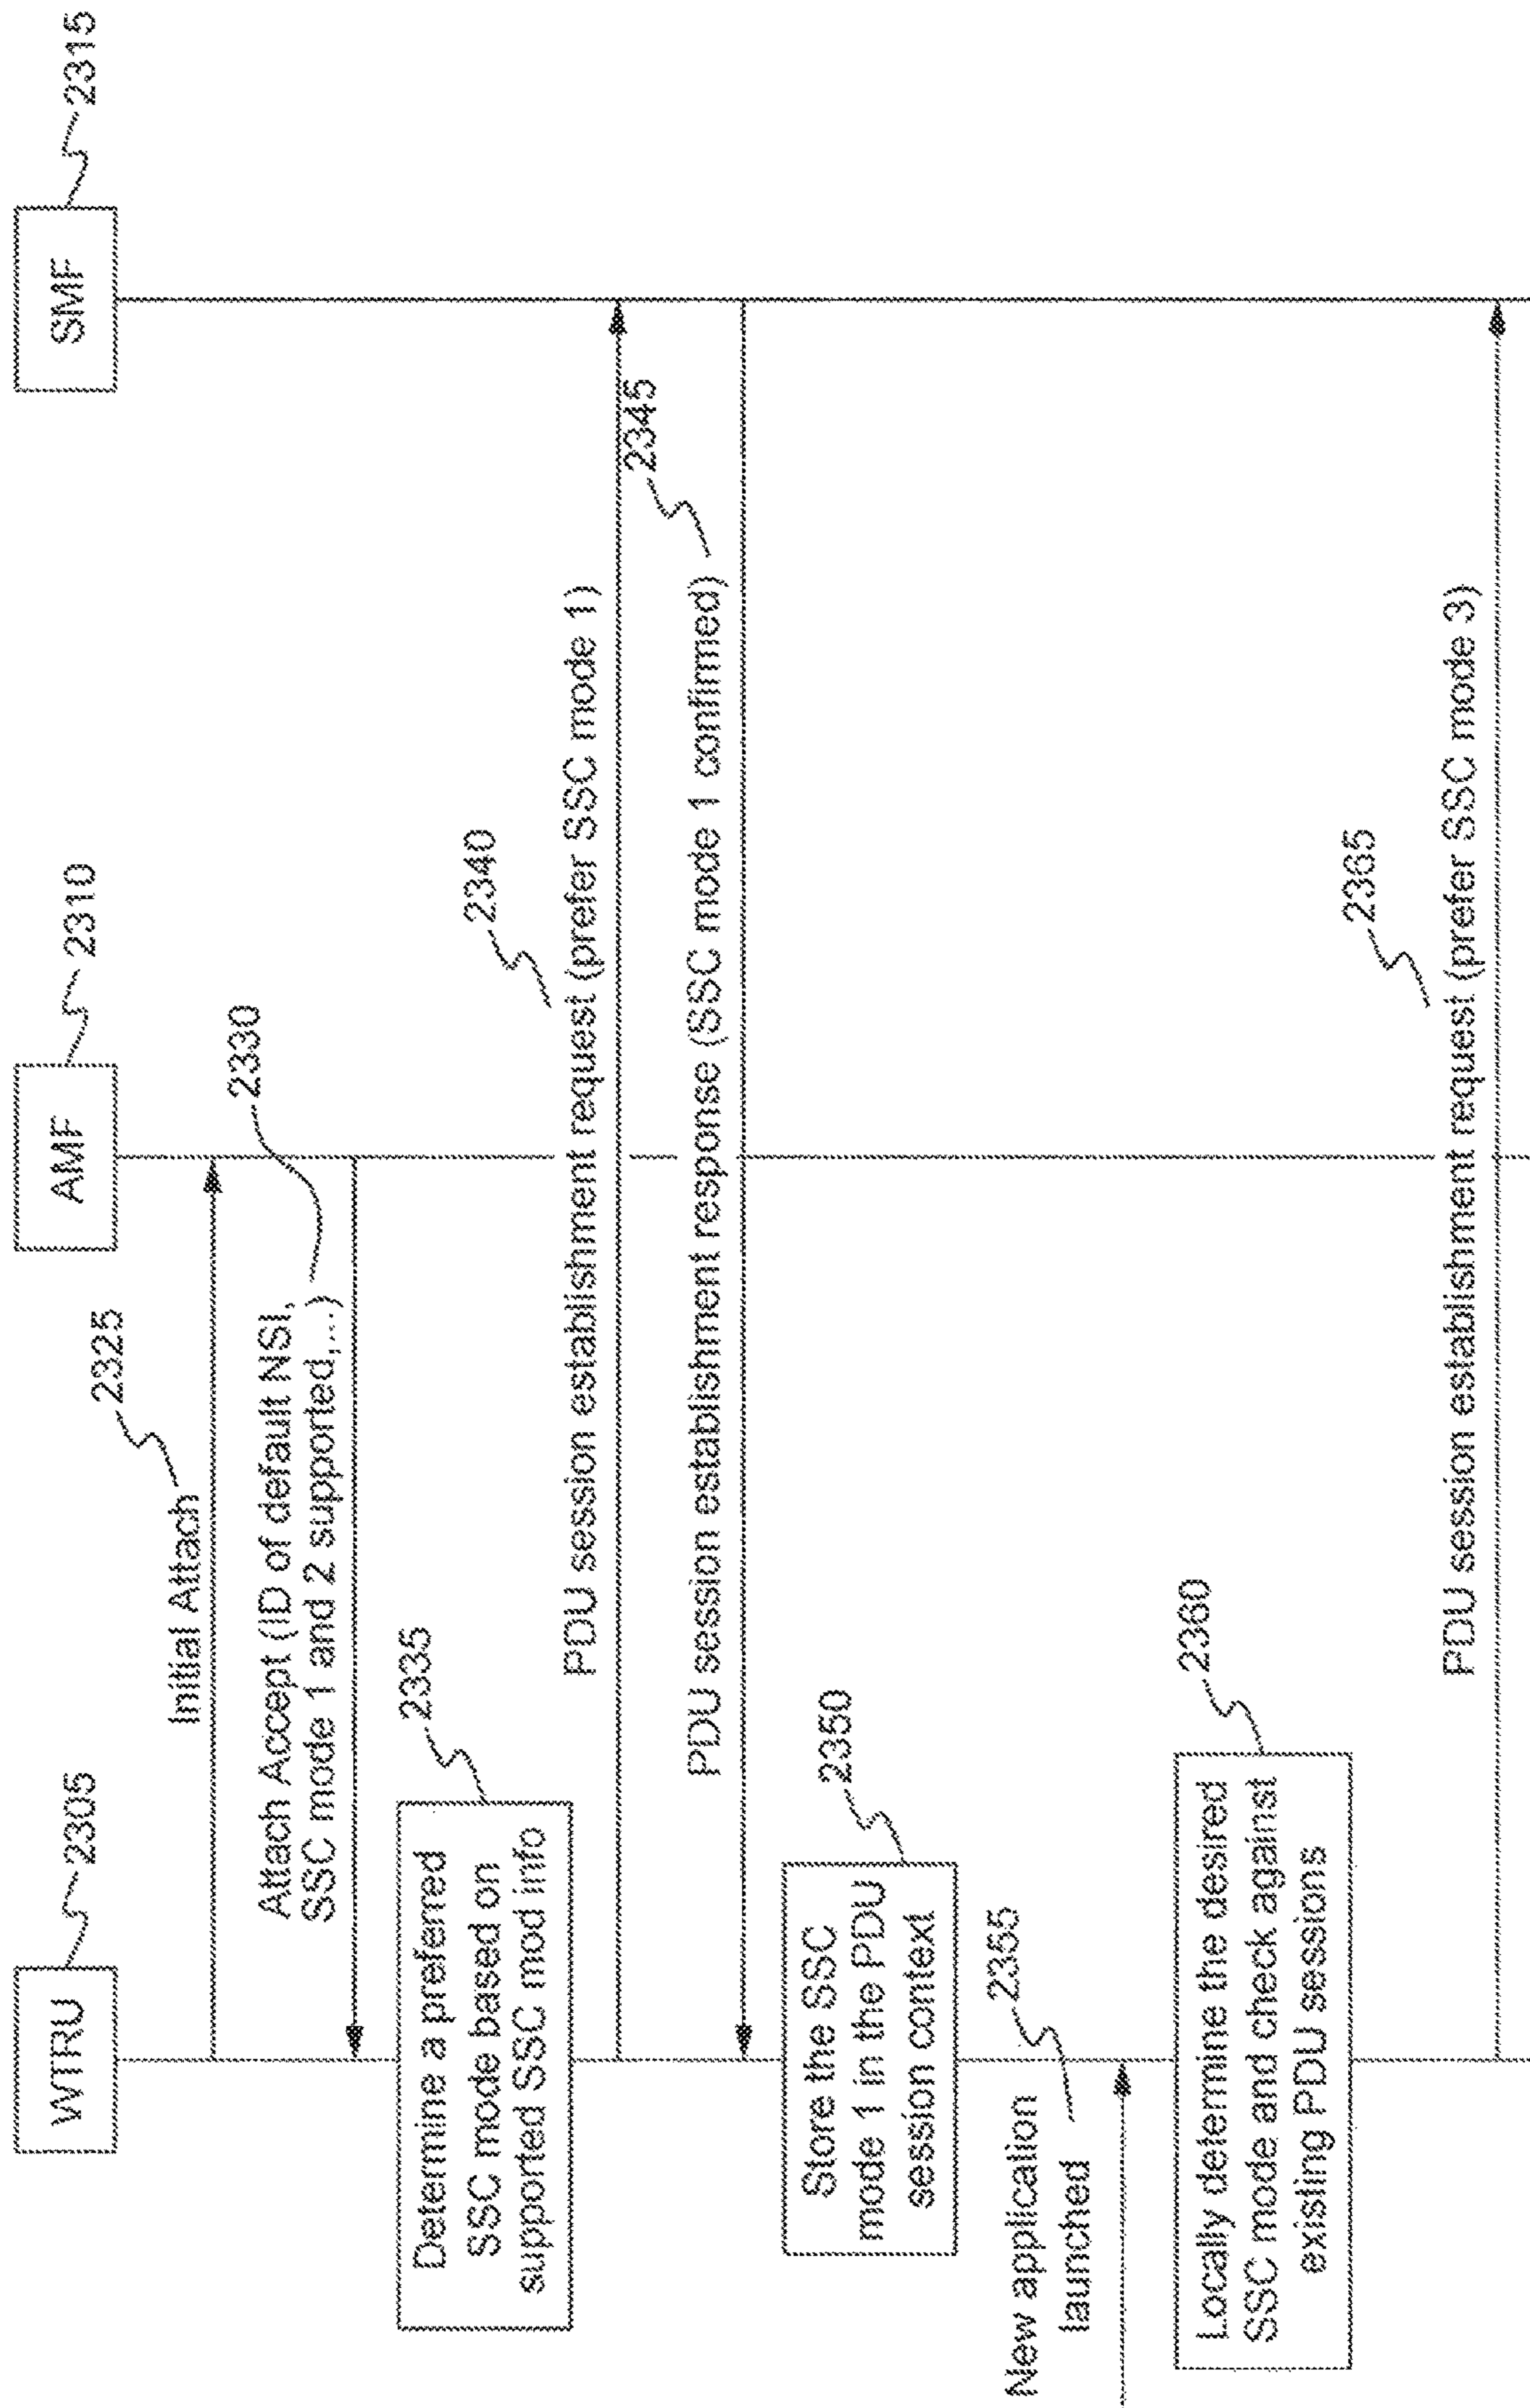 WTRU
2305
AMF
2310
SMF
2315
Initial Attach
2325
Attach Accept (ID of default NSI,
SSC mode 1 and 2 supported,...)
2330
Determine a preferred
SSC mode based on
supported SSC mod info
2335
PDU session establishment request (prefer SSC mode 1)
2340
PDU session establishment response (SSC mode 1 confirmed)
2345
Store the SSC
mode 1 in the PDU
session context
2350
New application
launched
2355
Locally determine the desired
SSC mode and check against
existing PDU sessions
2360
PDU session establishment request (prefer SSC mode 3)
2365